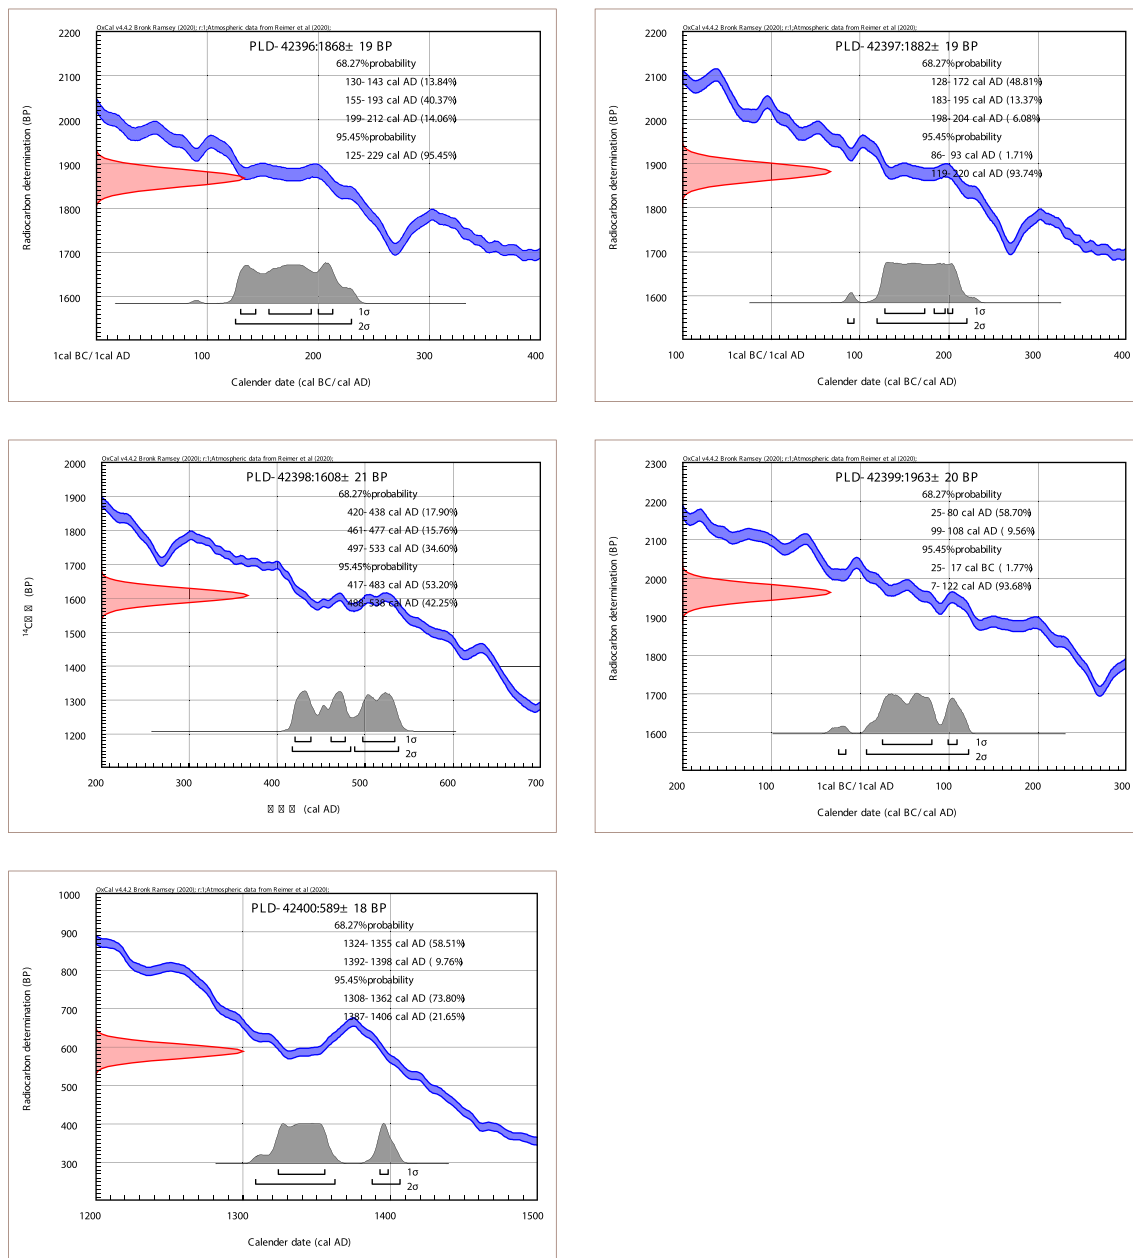 OxCal v4.4.2 Bronk Ramsey (2020); r:1;Atmospheric data from Reimer et al (2020);
PLD- 42396:1868± 19 BP
68.27%probability
130- 143 cal AD (13.84%)
155- 193 cal AD (40.37%)
199- 212 cal AD (14.06%)
95.45%probability
125- 229 cal AD (95.45%)
2200
2100
2000
1900
1800
1700
1600
Radiocarbon determination (BP)
1σ
2σ
1cal BC/1cal AD
100
200
300
400
Calender date (cal BC/cal AD)
OxCal v4.4.2 Bronk Ramsey (2020); r:1;Atmospheric data from Reimer et al (2020);
PLD- 42397:1882± 19 BP
68.27%probability
128- 172 cal AD (48.81%)
183- 195 cal AD (13.37%)
198- 204 cal AD ( 6.08%)
95.45%probability
86- 93 cal AD ( 1.71%)
119- 220 cal AD (93.74%)
2200
2100
2000
1900
1800
1700
1600
Radiocarbon determination (BP)
1σ
2σ
100
1cal BC/1cal AD
100
200
300
400
Calender date (cal BC/cal AD)
OxCal v4.4.2 Bronk Ramsey (2020); r:1;Atmospheric data from Reimer et al (2020);
PLD- 42398:1608± 21 BP
68.27%probability
420- 438 cal AD (17.90%)
461- 477 cal AD (15.76%)
497- 533 cal AD (34.60%)
95.45%probability
417- 483 cal AD (53.20%)
488- 538 cal AD (42.25%)
2000
1900
1800
1700
1600
1500
1400
1300
1200
14C (BP)
1σ
2σ
200
300
400
500
600
700
(cal AD)
OxCal v4.4.2 Bronk Ramsey (2020); r:1;Atmospheric data from Reimer et al (2020);
PLD- 42399:1963± 20 BP
68.27%probability
25- 80 cal AD (58.70%)
99- 108 cal AD ( 9.56%)
95.45%probability
25- 17 cal BC ( 1.77%)
7- 122 cal AD (93.68%)
2300
2200
2100
2000
1900
1800
1700
1600
Radiocarbon determination (BP)
1σ
2σ
200
100
1cal BC/1cal AD
100
200
300
Calender date (cal BC/cal AD)
OxCal v4.4.2 Bronk Ramsey (2020); r:1;Atmospheric data from Reimer et al (2020);
PLD- 42400:589± 18 BP
68.27%probability
1324- 1355 cal AD (58.51%)
1392- 1398 cal AD ( 9.76%)
95.45%probability
1308- 1362 cal AD (73.80%)
1387- 1406 cal AD (21.65%)
1000
900
800
700
600
500
400
300
Radiocarbon determination (BP)
1σ
2σ
1200
1300
1400
1500
Calender date (cal AD)